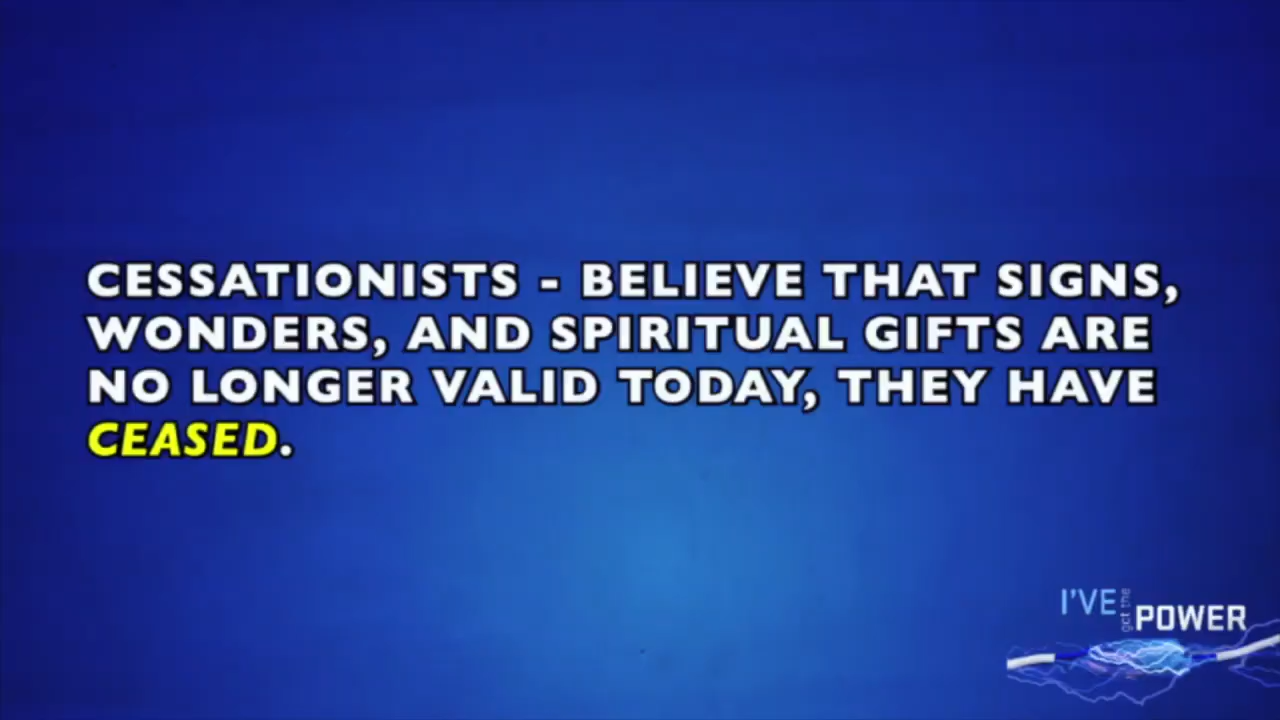 CESSATIONISTS - BELIEVE THAT SIGNS,
WONDERS, AND SPIRITUAL GIFTS ARE
NO LONGER VALID TODAY, THEY HAVE
CEASED.
I'VE got the POWER